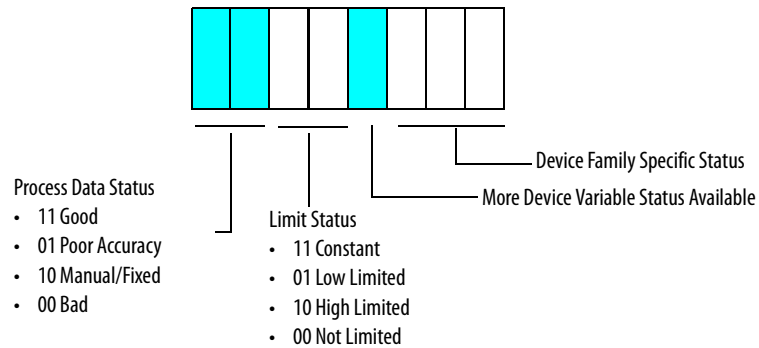 Device Family Specific Status
More Device Variable Status Available
Process Data Status
• 11 Good
• 01 Poor Accuracy
• 10 Manual/Fixed
• 00 Bad
Limit Status
• 11 Constant
• 01 Low Limited
• 10 High Limited
• 00 Not Limited